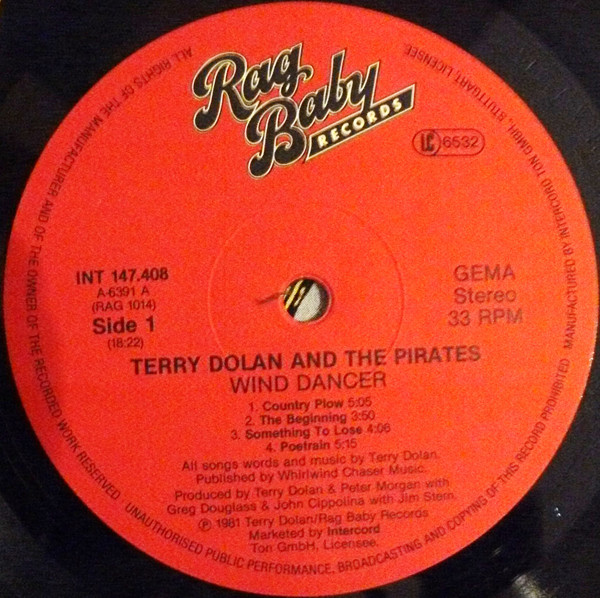 Rag
Baby
RECORDS
LC 6532
INT 147.408
A-6391 A
(RAG 1014)
Side 1
(18:22)
GEMA
Stereo
33 RPM
TERRY DOLAN AND THE PIRATES
WIND DANCER
1. Country Plow 5:05
2. The Beginning 3:50
3. Something To Lose 4:06
4. Poetrain 5:15
All songs words and music by Terry Dolan.
Published by Whirlwind Chaser Music.
Produced by Terry Dolan & Peter Morgan with
Greg Douglass & John Cippolina with Jim Stern.
Ⓟ 1981 Terry Dolan/Rag Baby Records
Marketed by Intercord
Ton GmbH, Licensee.
ALL RIGHTS OF THE MANUFACTURER AND OF THE OWNER OF THE RECORDED WORK RESERVED UNAUTHORISED PUBLIC PERFORMANCE, BROADCASTING AND COPYING OF THIS RECORD PROHIBITED MANUFACTURED BY INTERCORD TON GMBH, STUTTGART, LICENSEE.